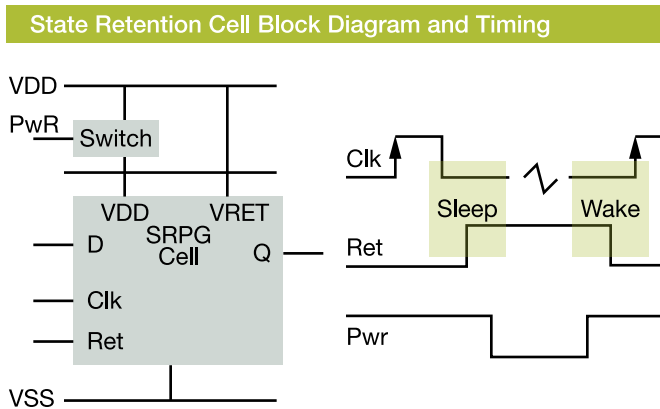 State Retention Cell Block Diagram and Timing
VDD
PwR
Switch
VDD
VRET
SRPG
Cell
D
Q
Clk
Ret
VSS
Clk
Sleep
Wake
Ret
Pwr